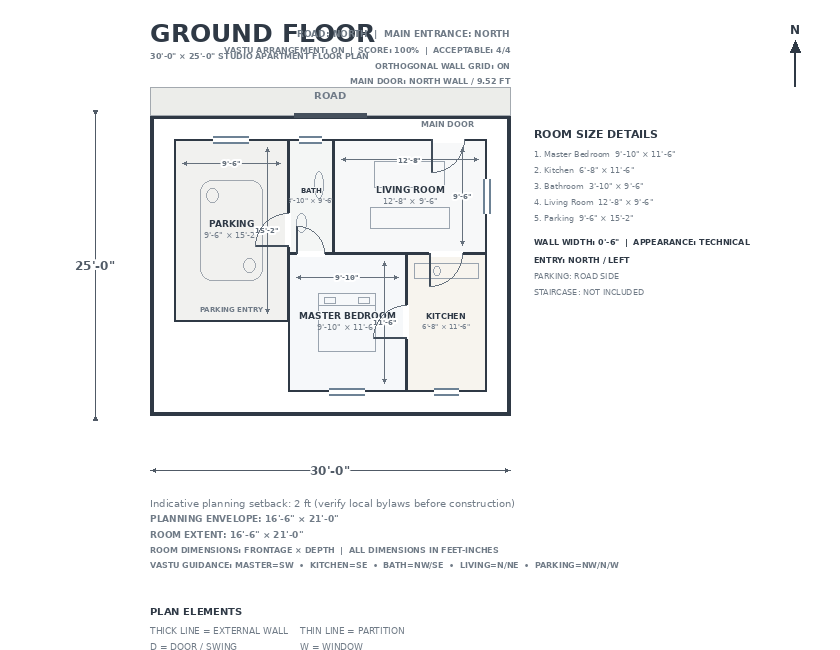 GROUND FLOOR
ROAD: NORTH | MAIN ENTRANCE: NORTH
VASTU ARRANGEMENT: ON | SCORE: 100% | ACCEPTABLE: 4/4
30'-0" × 25'-0" STUDIO APARTMENT FLOOR PLAN
ORTHOGONAL WALL GRID: ON
MAIN DOOR: NORTH WALL / 9.52 FT
N
ROAD
MAIN DOOR
ROOM SIZE DETAILS
1. Master Bedroom 9'-10" × 11'-6"
2. Kitchen 6'-8" × 11'-6"
3. Bathroom 3'-10" × 9'-6"
4. Living Room 12'-8" × 9'-6"
5. Parking 9'-6" × 15'-2"
WALL WIDTH: 0'-6" | APPEARANCE: TECHNICAL
ENTRY: NORTH / LEFT
PARKING: ROAD SIDE
STAIRCASE: NOT INCLUDED
9'-6"
12'-8"
BATH
'-10" × 9'-6"
LIVING ROOM
12'-8" × 9'-6"
9'-6"
PARKING
9'-6" × 15'-2"
15'-2"
25'-0"
9'-10"
PARKING ENTRY
MASTER BEDROOM
9'-10" × 11'-6"
11'-6"
KITCHEN
6'-8" × 11'-6"
30'-0"
Indicative planning setback: 2 ft (verify local bylaws before construction)
PLANNING ENVELOPE: 16'-6" × 21'-0"
ROOM EXTENT: 16'-6" × 21'-0"
ROOM DIMENSIONS: FRONTAGE × DEPTH | ALL DIMENSIONS IN FEET-INCHES
VASTU GUIDANCE: MASTER=SW • KITCHEN=SE • BATH=NW/SE • LIVING=N/NE • PARKING=NW/N/W
PLAN ELEMENTS
THICK LINE = EXTERNAL WALL THIN LINE = PARTITION
D = DOOR / SWING W = WINDOW